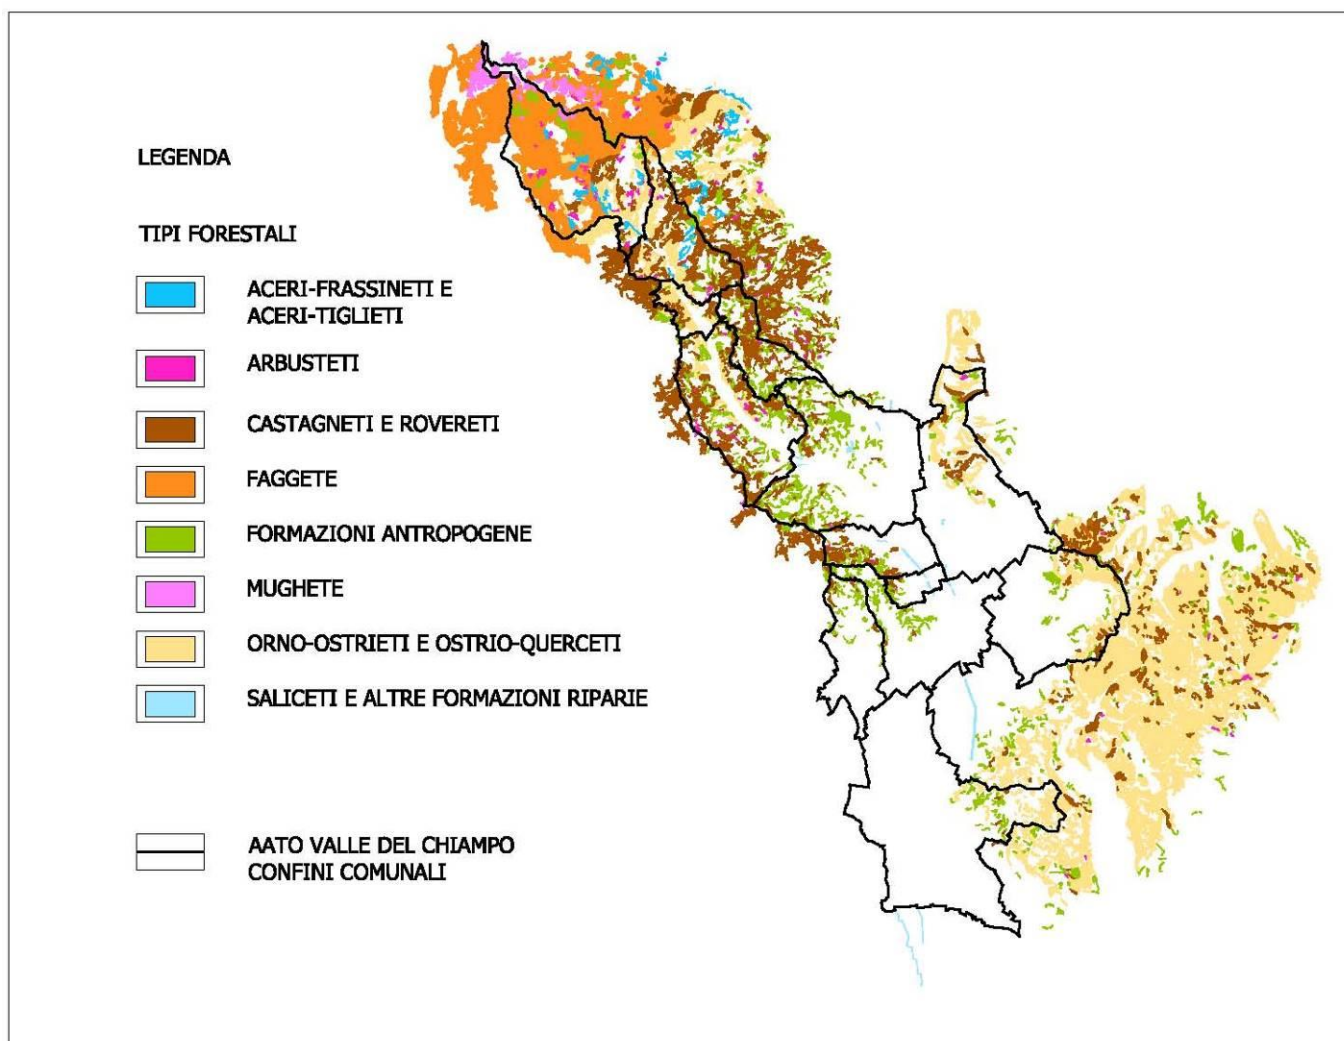 LEGENDA
TIPI FORESTALI
ACERI-FRASSINETI E
ACERI-TIGLIETI
ARBUSTETI
CASTAGNETI E ROVERETI
FAGGETE
FORMAZIONI ANTROPOGENE
MUGHETE
ORNO-OSTRIETI E OSTRIO-QUERCETI
SALICETI E ALTRE FORMAZIONI RIPARIE
AATO VALLE DEL CHIAMPO
CONFINI COMUNALI